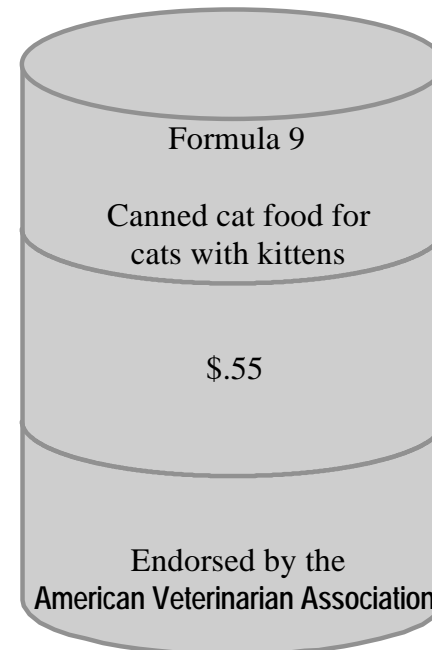 Formula 9
Canned cat food for
cats with kittens
$.55
Endorsed by the
American Veterinarian Association